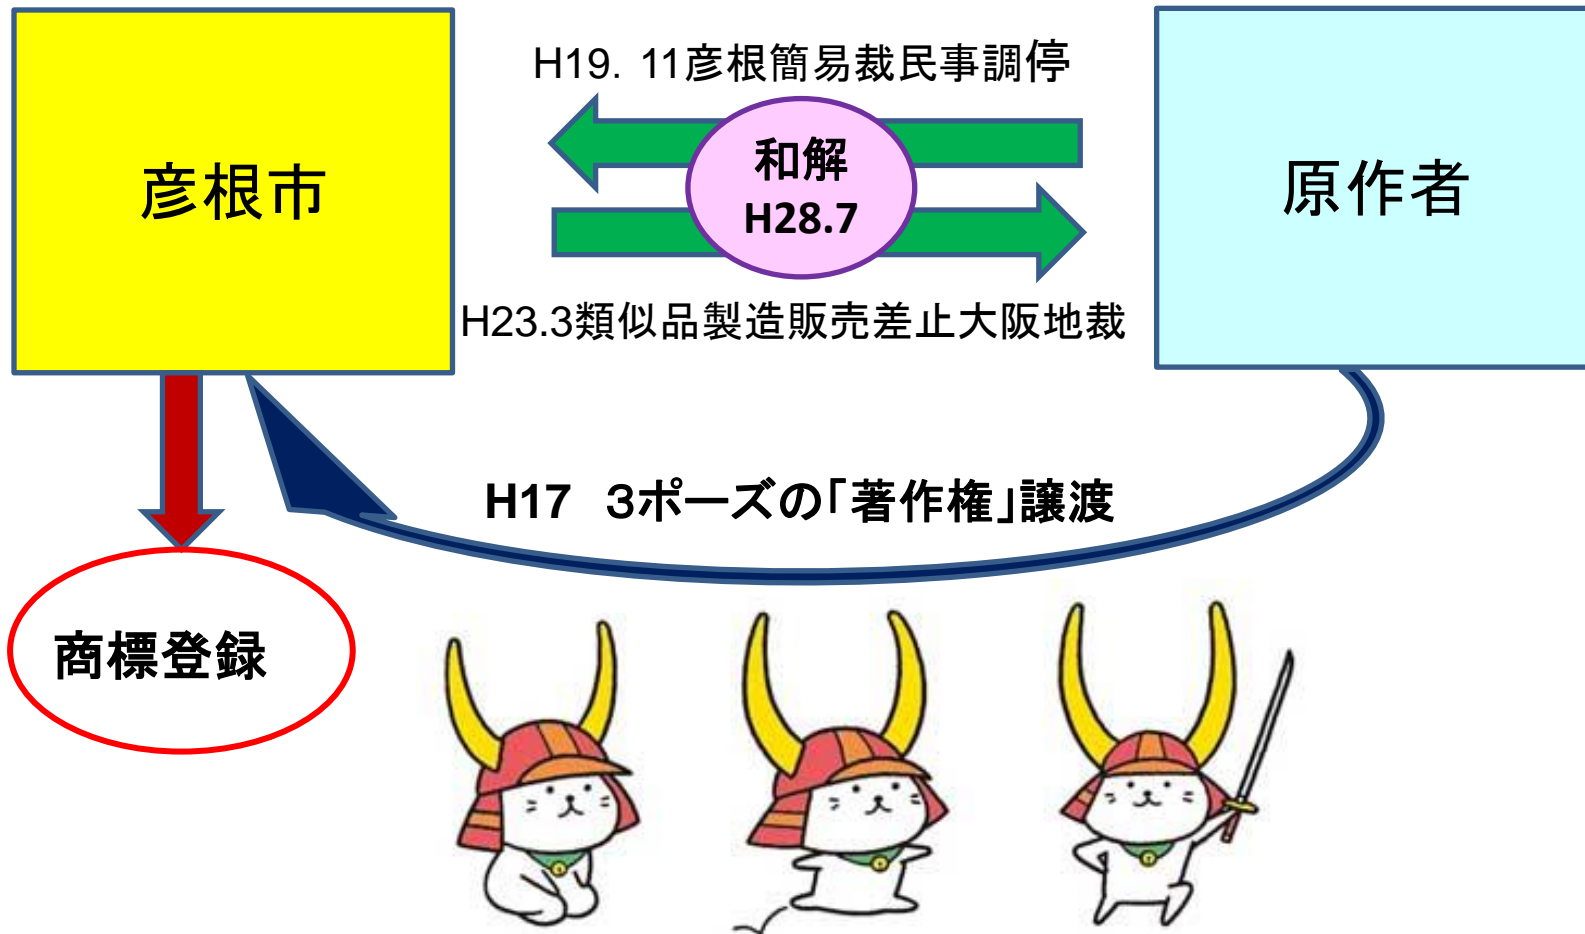 H19．11彦根簡易裁民事調停
彦根市
和解
H28.7
原作者
H23.3類似品製造販売差止大阪地裁
H17　３ポーズの「著作権」譲渡
商標登録